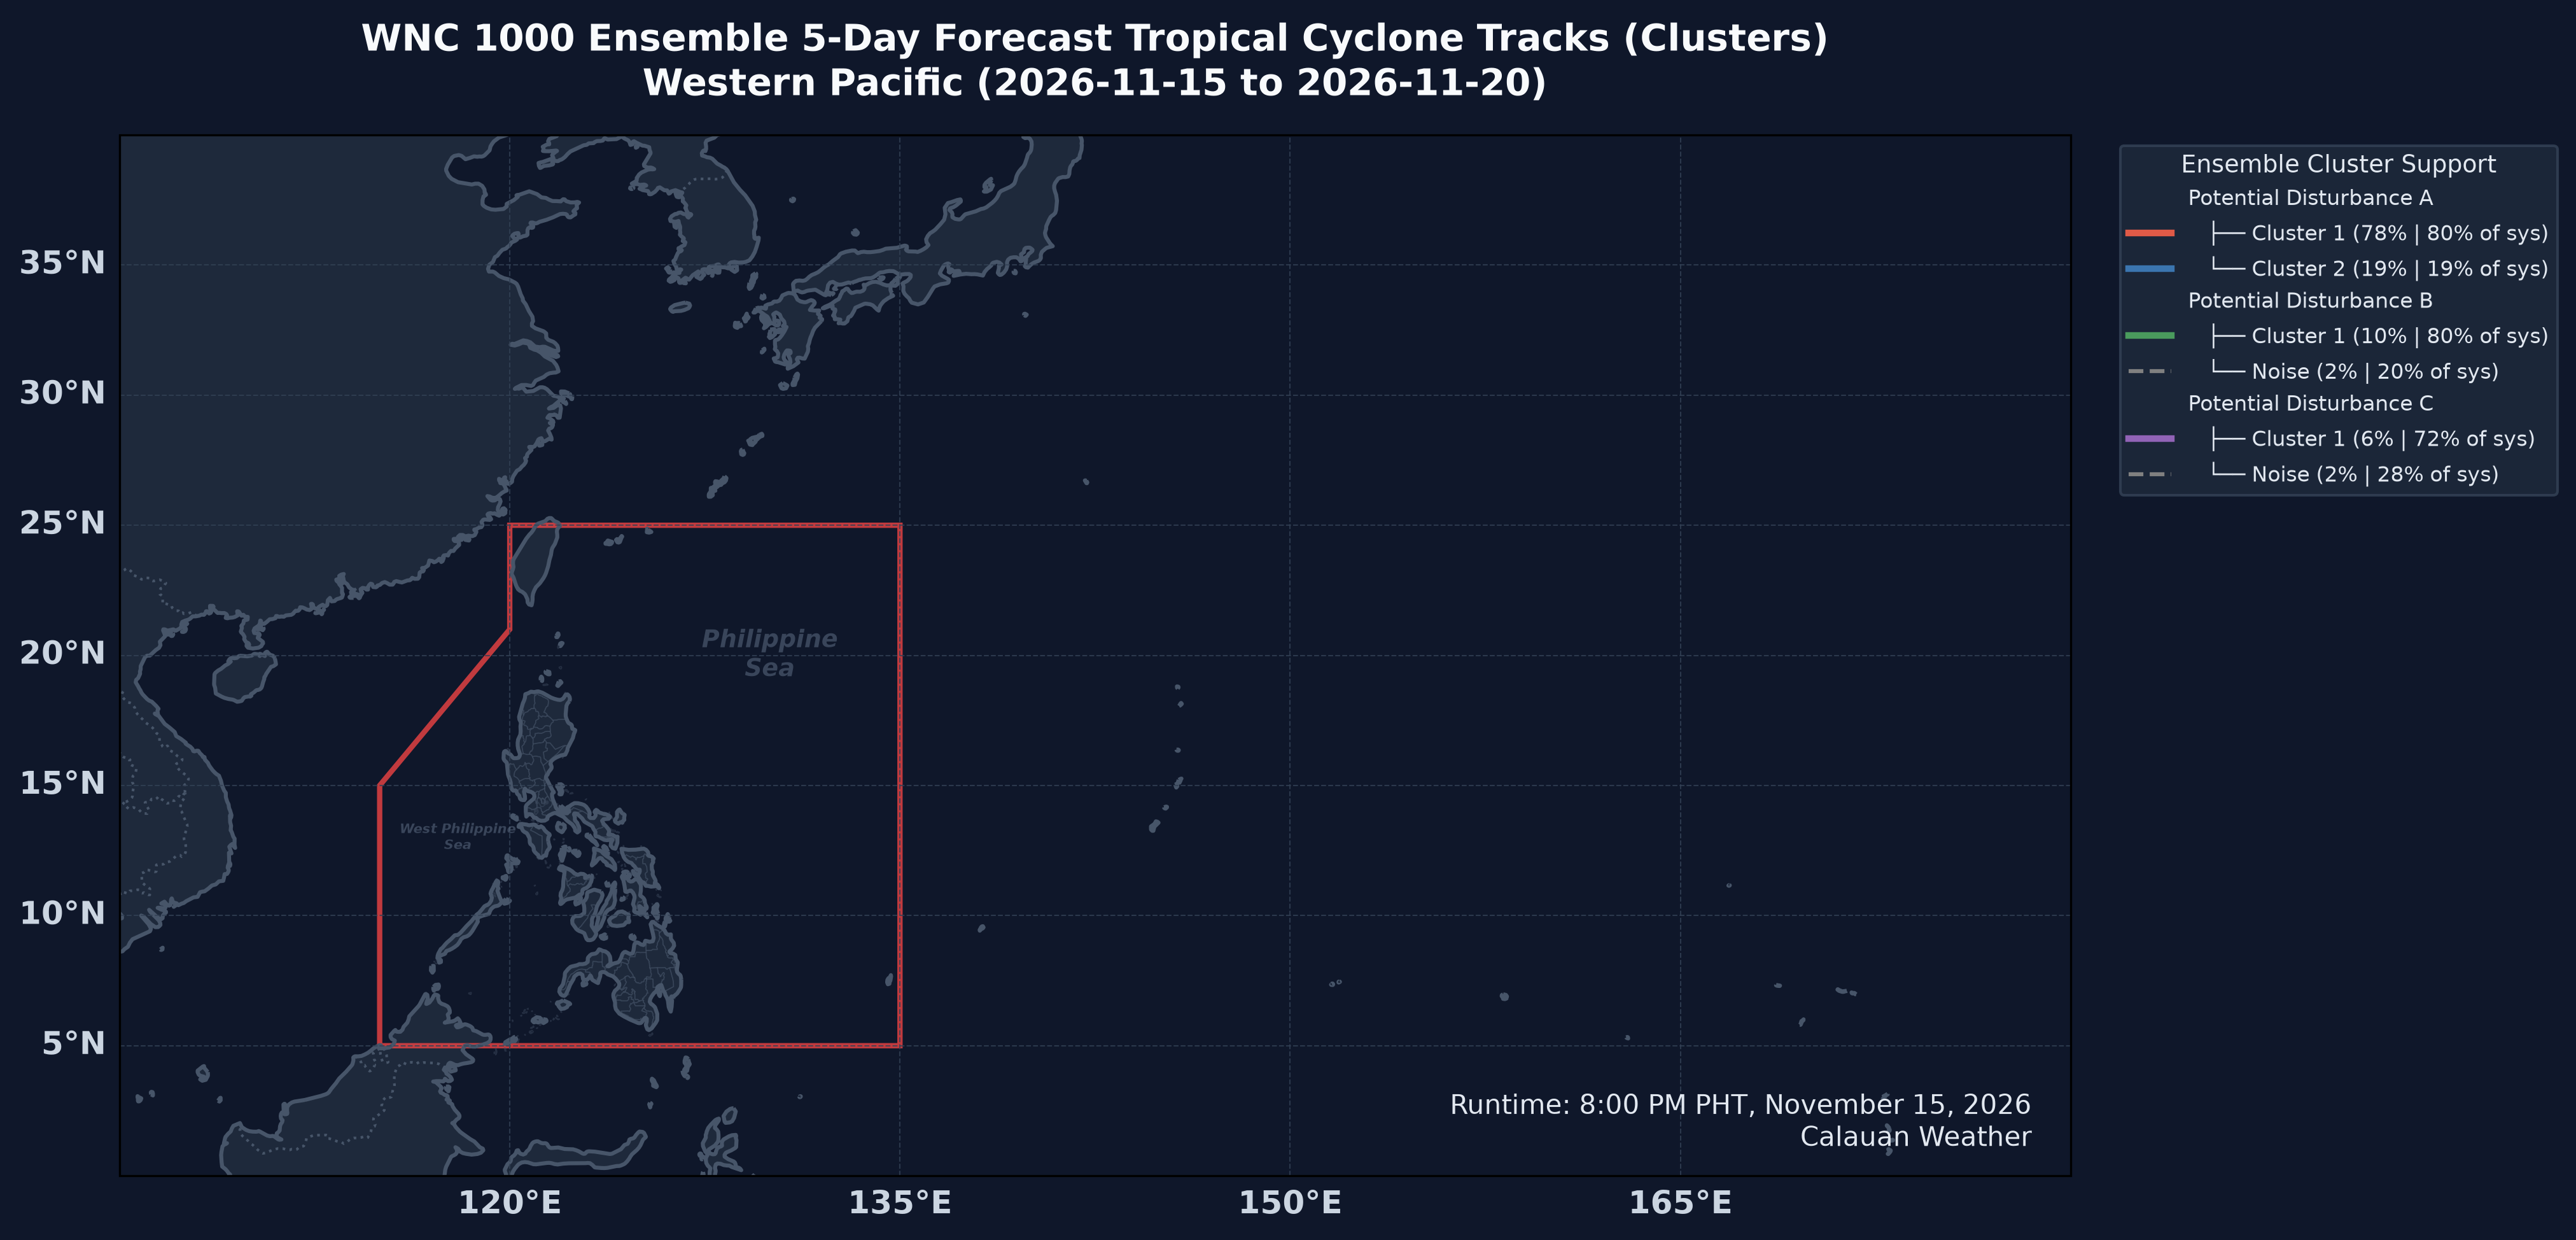 WNC 1000 Ensemble 5-Day Forecast Tropical Cyclone Tracks (Clusters)
Western Pacific (2026-11-15 to 2026-11-20)
Ensemble Cluster Support
Potential Disturbance A
Cluster 1 (78% | 80% of sys)
Cluster 2 (19% | 19% of sys)
Potential Disturbance B
Cluster 1 (10% | 80% of sys)
Noise (2% | 20% of sys)
Potential Disturbance C
Cluster 1 (6% | 72% of sys)
Noise (2% | 28% of sys)
35°N
30°N
25°N
20°N
15°N
10°N
5°N
Philippine
Sea
West Philippine
Sea
Runtime: 8:00 PM PHT, November 15, 2026
Calauan Weather
120°E
135°E
150°E
165°E